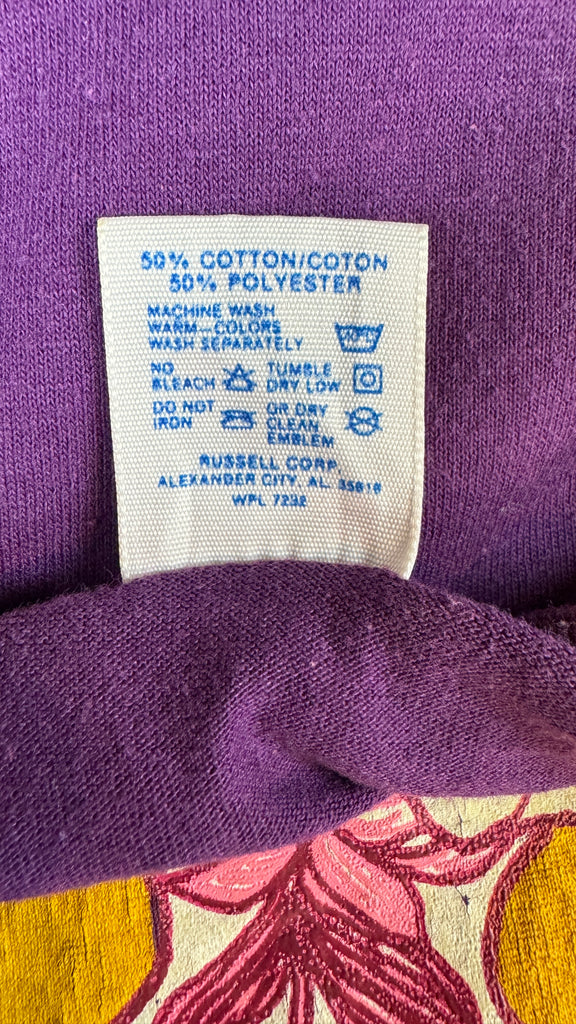 50% COTTON/COTON
50% POLYESTER
MACHINE WASH
WARM—COLORS
WASH SEPARATELY
NO
BLEACH
TUMBLE
DRY LOW
DO NOT
IRON
OR DRY
CLEAN
EMBLEM
RUSSELL CORP.
ALEXANDER CITY, AL.
WPL 7232